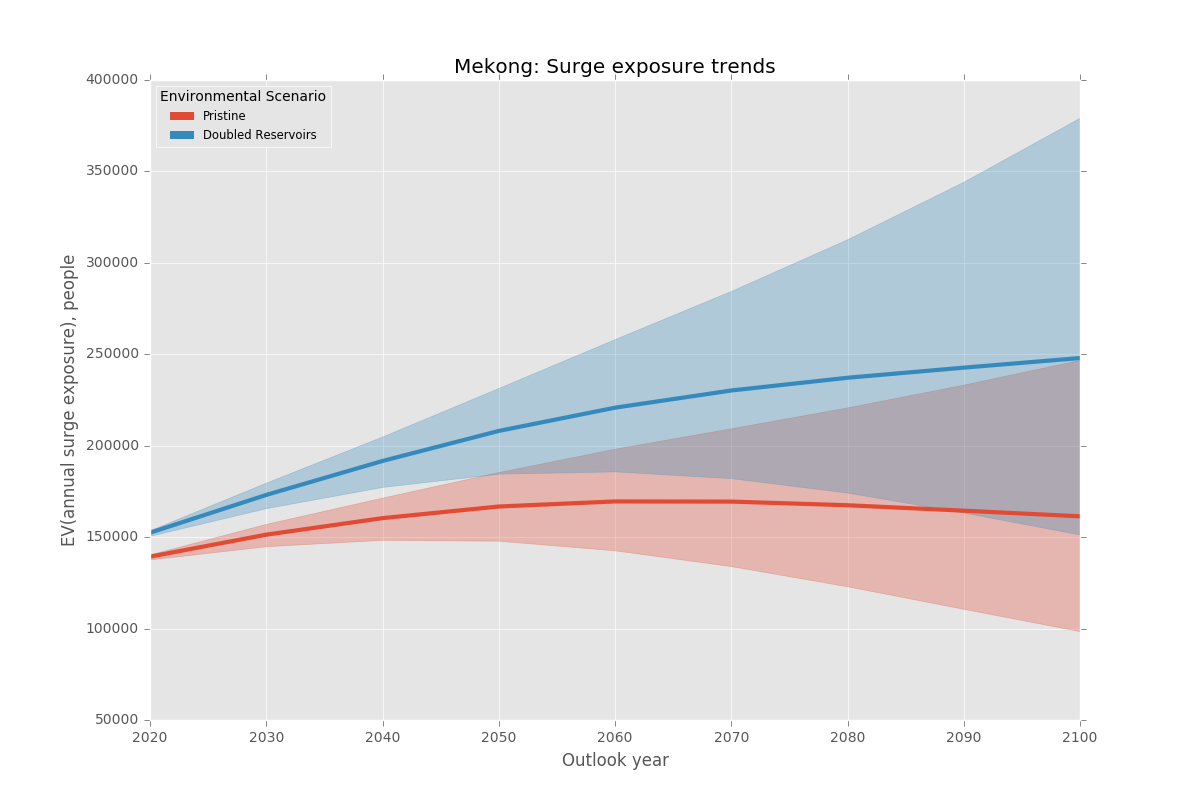 Mekong: Surge exposure trends
Environmental Scenario
Pristine
Doubled Reservoirs
EV(annual surge exposure), people
400000
350000
300000
250000
200000
150000
100000
50000
2020 2030 2040 2050 2060 2070 2080 2090 2100
Outlook year